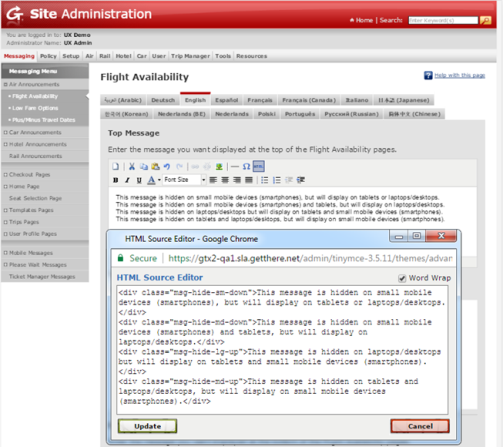 Site Administration
Home | Search: Enter Keyword(s)
You are logged in to: UX Demo
Administrator Name: UX Admin
Messaging Policy Setup Air Rail Hotel Car User Trip Manager Tools Resources
Messaging Menu
Air Announcements
Flight Availability
Low Fare Options
Plus/Minus Travel Dates
Car Announcements
Hotel Announcements
Rail Announcements
Checkout Pages
Home Page
Seat Selection Page
Templates Pages
Trips Pages
User Profile Pages
Mobile Messages
Please Wait Messages
Ticket Manager Messages
Flight Availability
Help with this page
العربية (Arabic) Deutsch English Español Français Français (Canada) Italiano 日本語 (Japanese)
한국어 (Korean) Nederlands (BE) Nederlands Polski Português Русский (Russian) 简体中文 (Chinese)
Top Message
Enter the message you want displayed at the top of the Flight Availability pages.
B I U A Font Size
This message is hidden on small mobile devices (smartphones), but will display on tablets or laptops/desktops.
This message is hidden on small mobile devices (smartphones) and tablets, but will display on laptops/desktops.
This message is hidden on laptops/desktops but will display on tablets and small mobile devices (smartphones).
This message is hidden on tablets and laptops/desktops, but will display on small mobile devices (smartphones).
HTML Source Editor - Google Chrome
Secure | https://gtx2-qa1.sla.getthere.net/admin/tinymce-3.5.11/themes/advan
HTML Source Editor
Word Wrap
<div class="msg-hide-sm-down">This message is hidden on small mobile
devices (smartphones), but will display on tablets or laptops/desktops.
</div>
<div class="msg-hide-md-down">This message is hidden on small mobile
devices (smartphones) and tablets, but will display on
laptops/desktops.</div>
<div class="msg-hide-lg-up">This message is hidden on laptops/desktops
but will display on tablets and small mobile devices (smartphones).
</div>
<div class="msg-hide-md-up">This message is hidden on tablets and
laptops/desktops, but will display on small mobile devices
(smartphones).</div>
Update
Cancel